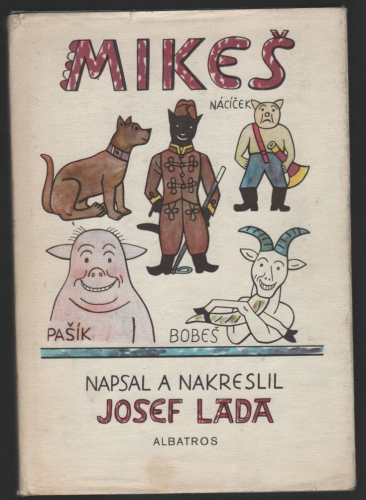 MIKEŠ
NÁCÍČEK
PAŠÍK
BOBEŠ
NAPSAL A NAKRESLIL
JOSEF LADA
ALBATROS